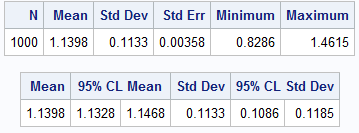 N Mean Std Dev Std Err Minimum Maximum
1000 1.1398 0.1133 0.00358 0.8286 1.4615
Mean 95% CL Mean Std Dev 95% CL Std Dev
1.1398 1.1328 1.1468 0.1133 0.1086 0.1185